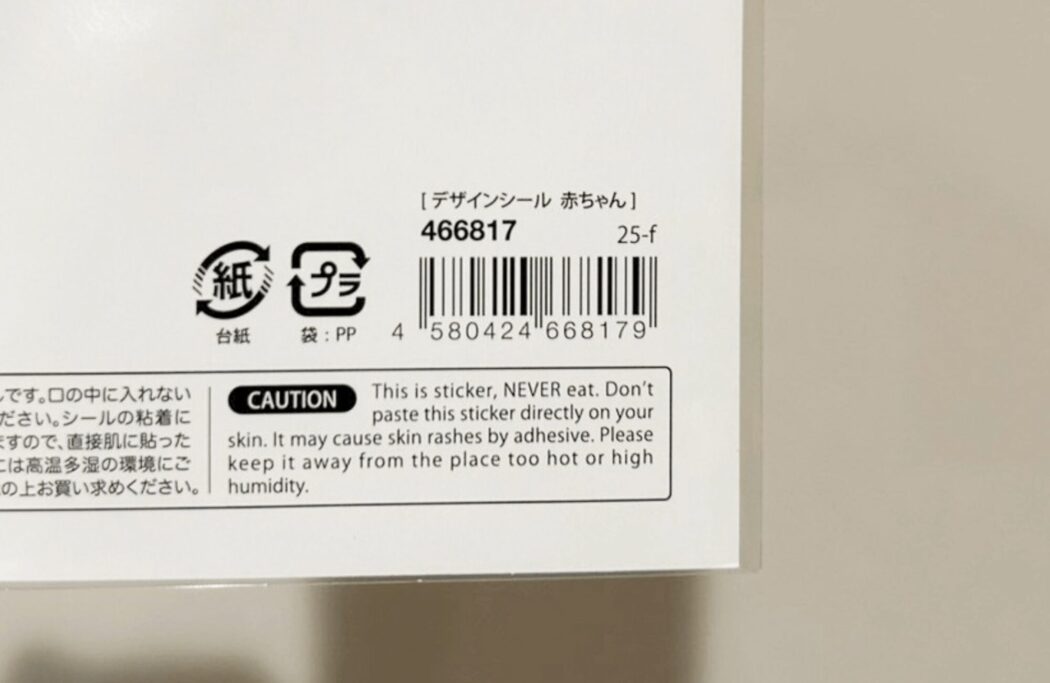 [ デザインシール 赤ちゃん ]
466817
25-f
紙
プラ
台紙
袋：PP
4 580424 668179
です。口の中に入れない
ださい。シールの粘着に
ますので、直接肌に貼った
には高温多湿の環境にご
の上お買い求めください。
CAUTION This is sticker, NEVER eat. Don't
paste this sticker directly on your
skin. It may cause skin rashes by adhesive. Please
keep it away from the place too hot or high
humidity.